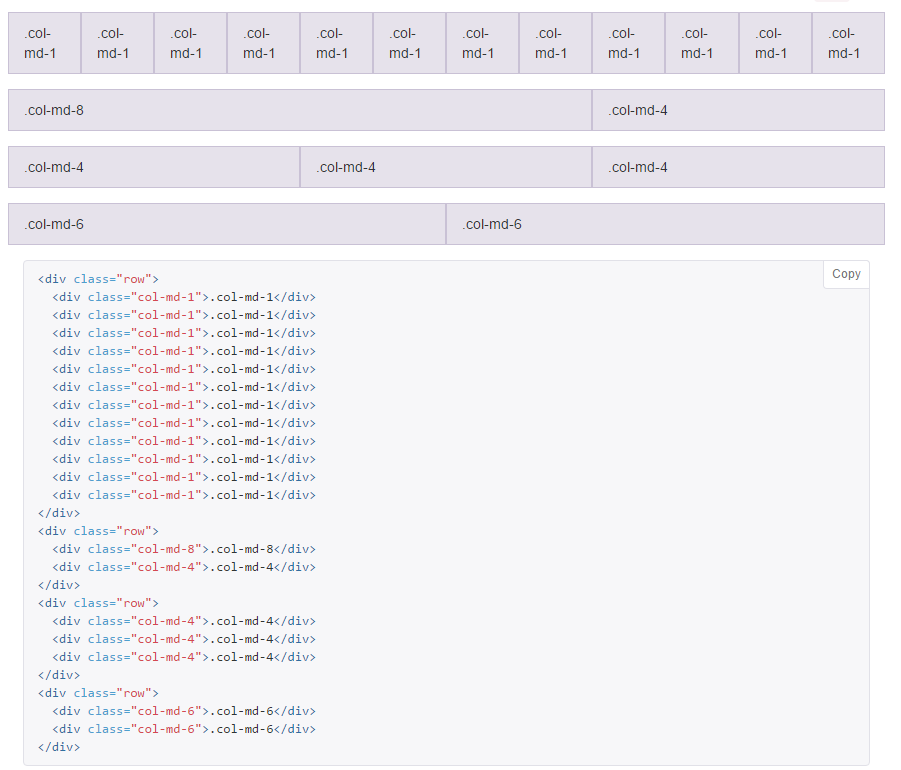 .col- .col- .col- .col- .col- .col- .col- .col- .col- .col- .col- .col-
md-1 md-1 md-1 md-1 md-1 md-1 md-1 md-1 md-1 md-1 md-1 md-1
.col-md-8 .col-md-4
.col-md-4 .col-md-4 .col-md-4
.col-md-6 .col-md-6
Copy
<div class="row">
  <div class="col-md-1">.col-md-1</div>
  <div class="col-md-1">.col-md-1</div>
  <div class="col-md-1">.col-md-1</div>
  <div class="col-md-1">.col-md-1</div>
  <div class="col-md-1">.col-md-1</div>
  <div class="col-md-1">.col-md-1</div>
  <div class="col-md-1">.col-md-1</div>
  <div class="col-md-1">.col-md-1</div>
  <div class="col-md-1">.col-md-1</div>
  <div class="col-md-1">.col-md-1</div>
  <div class="col-md-1">.col-md-1</div>
  <div class="col-md-1">.col-md-1</div>
</div>
<div class="row">
  <div class="col-md-8">.col-md-8</div>
  <div class="col-md-4">.col-md-4</div>
</div>
<div class="row">
  <div class="col-md-4">.col-md-4</div>
  <div class="col-md-4">.col-md-4</div>
  <div class="col-md-4">.col-md-4</div>
</div>
<div class="row">
  <div class="col-md-6">.col-md-6</div>
  <div class="col-md-6">.col-md-6</div>
</div>